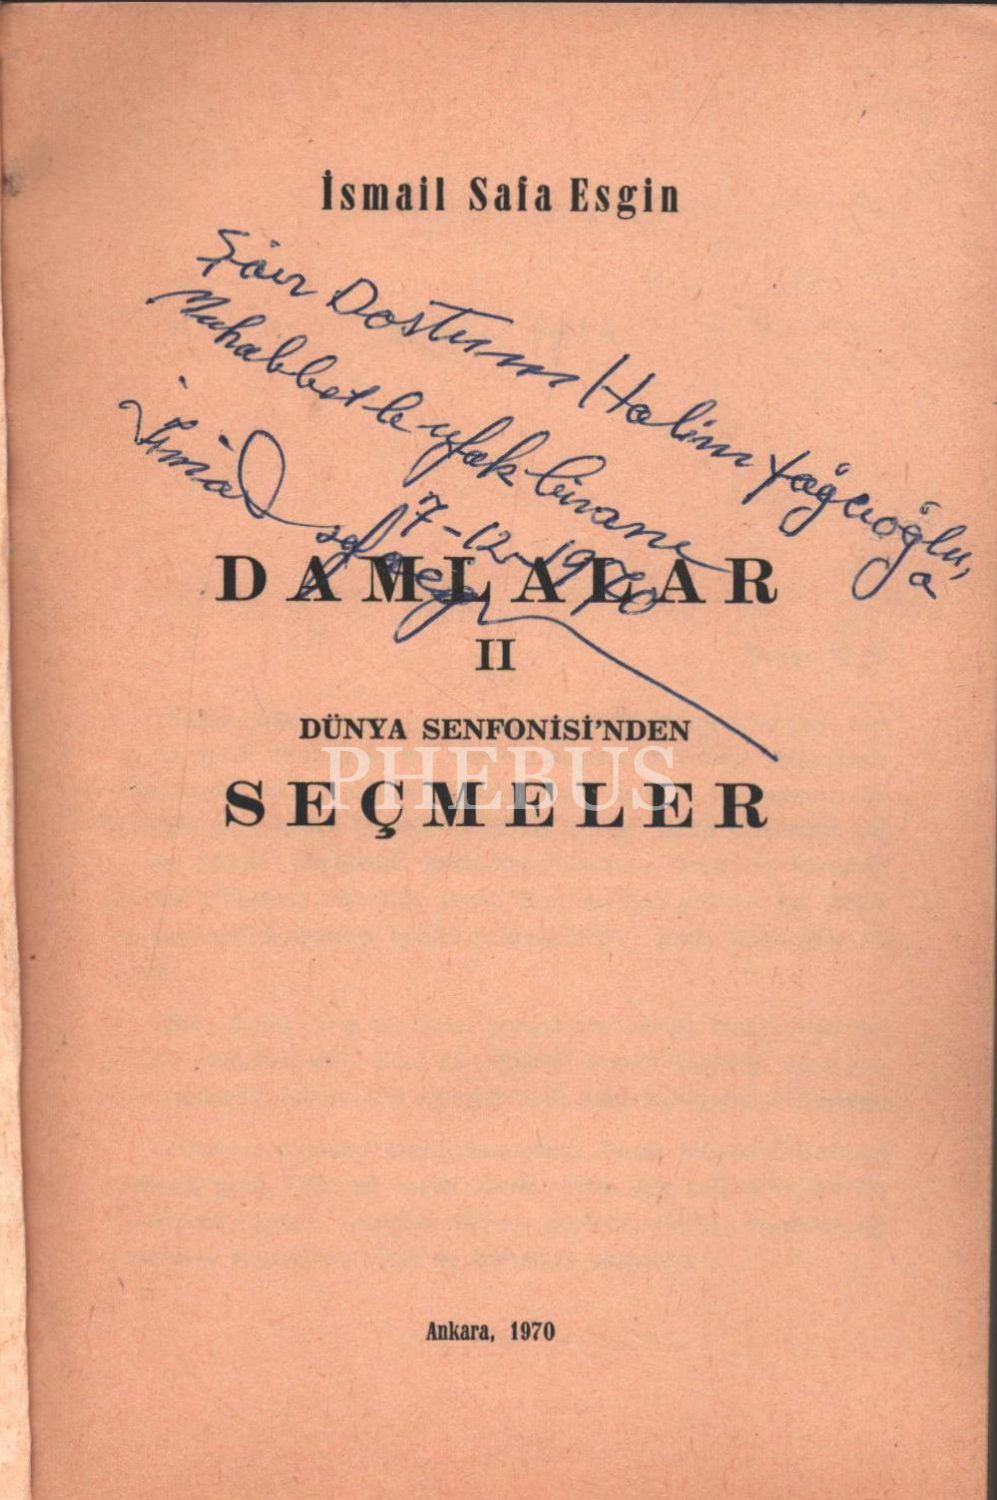 İsmail Safa Esgin
Şair Dostum Halim Yağcıoğlu,a
Muhabbetle ufak
7-12-1970
DAMLALAR
II
DÜNYA SENFONİSİ'NDEN
PHEBUS
SEÇMELER
Ankara, 1970